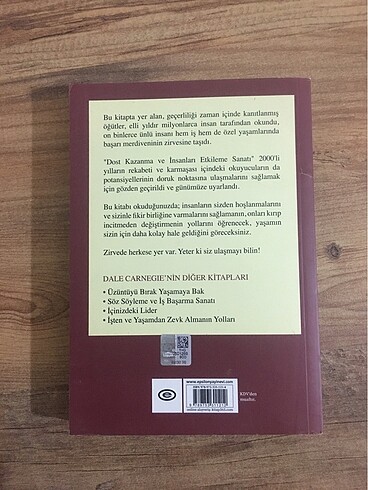 Bu kitapta yer alan, geçerliliği zaman içinde kanıtlanmış
öğütler, elli yıldır milyonlarca insan tarafından okundu,
on binlerce ünlü insanı hem iş hem de özel yaşamlarında
başarı merdiveninin zirvesine taşıdı.
"Dost Kazanma ve İnsanları Etkileme Sanatı" 2000'li
yılların rekabeti ve karmaşası içindeki okuyucuların da
potansiyellerinin doruk noktasına ulaşmalarını sağlamak
için gözden geçirildi ve günümüze uyarlandı.
Bu kitabı okuduğunuzda; insanların sizden hoşlanmalarını
ve sizinle fikir birliğine varmalarını sağlamanın,onları kırıp
incitmeden değiştirmenin yollarını öğrenecek, yaşamın
sizin için daha kolay hale geldiğini göreceksiniz.
Zirvede herkese yer var. Yeter ki siz ulaşmayı bilin!
DALE CARNEGIE'NİN DİĞER KİTAPLARI
• Üzüntüyü Bırak Yaşamaya Bak
• Söz Söyleme ve İş Başarma Sanatı
• İçinizdeki Lider
• İşten ve Yaşamdan Zevk Almanın Yolları
www.epsilonyayinevi.com
KDV'den
muaftır.